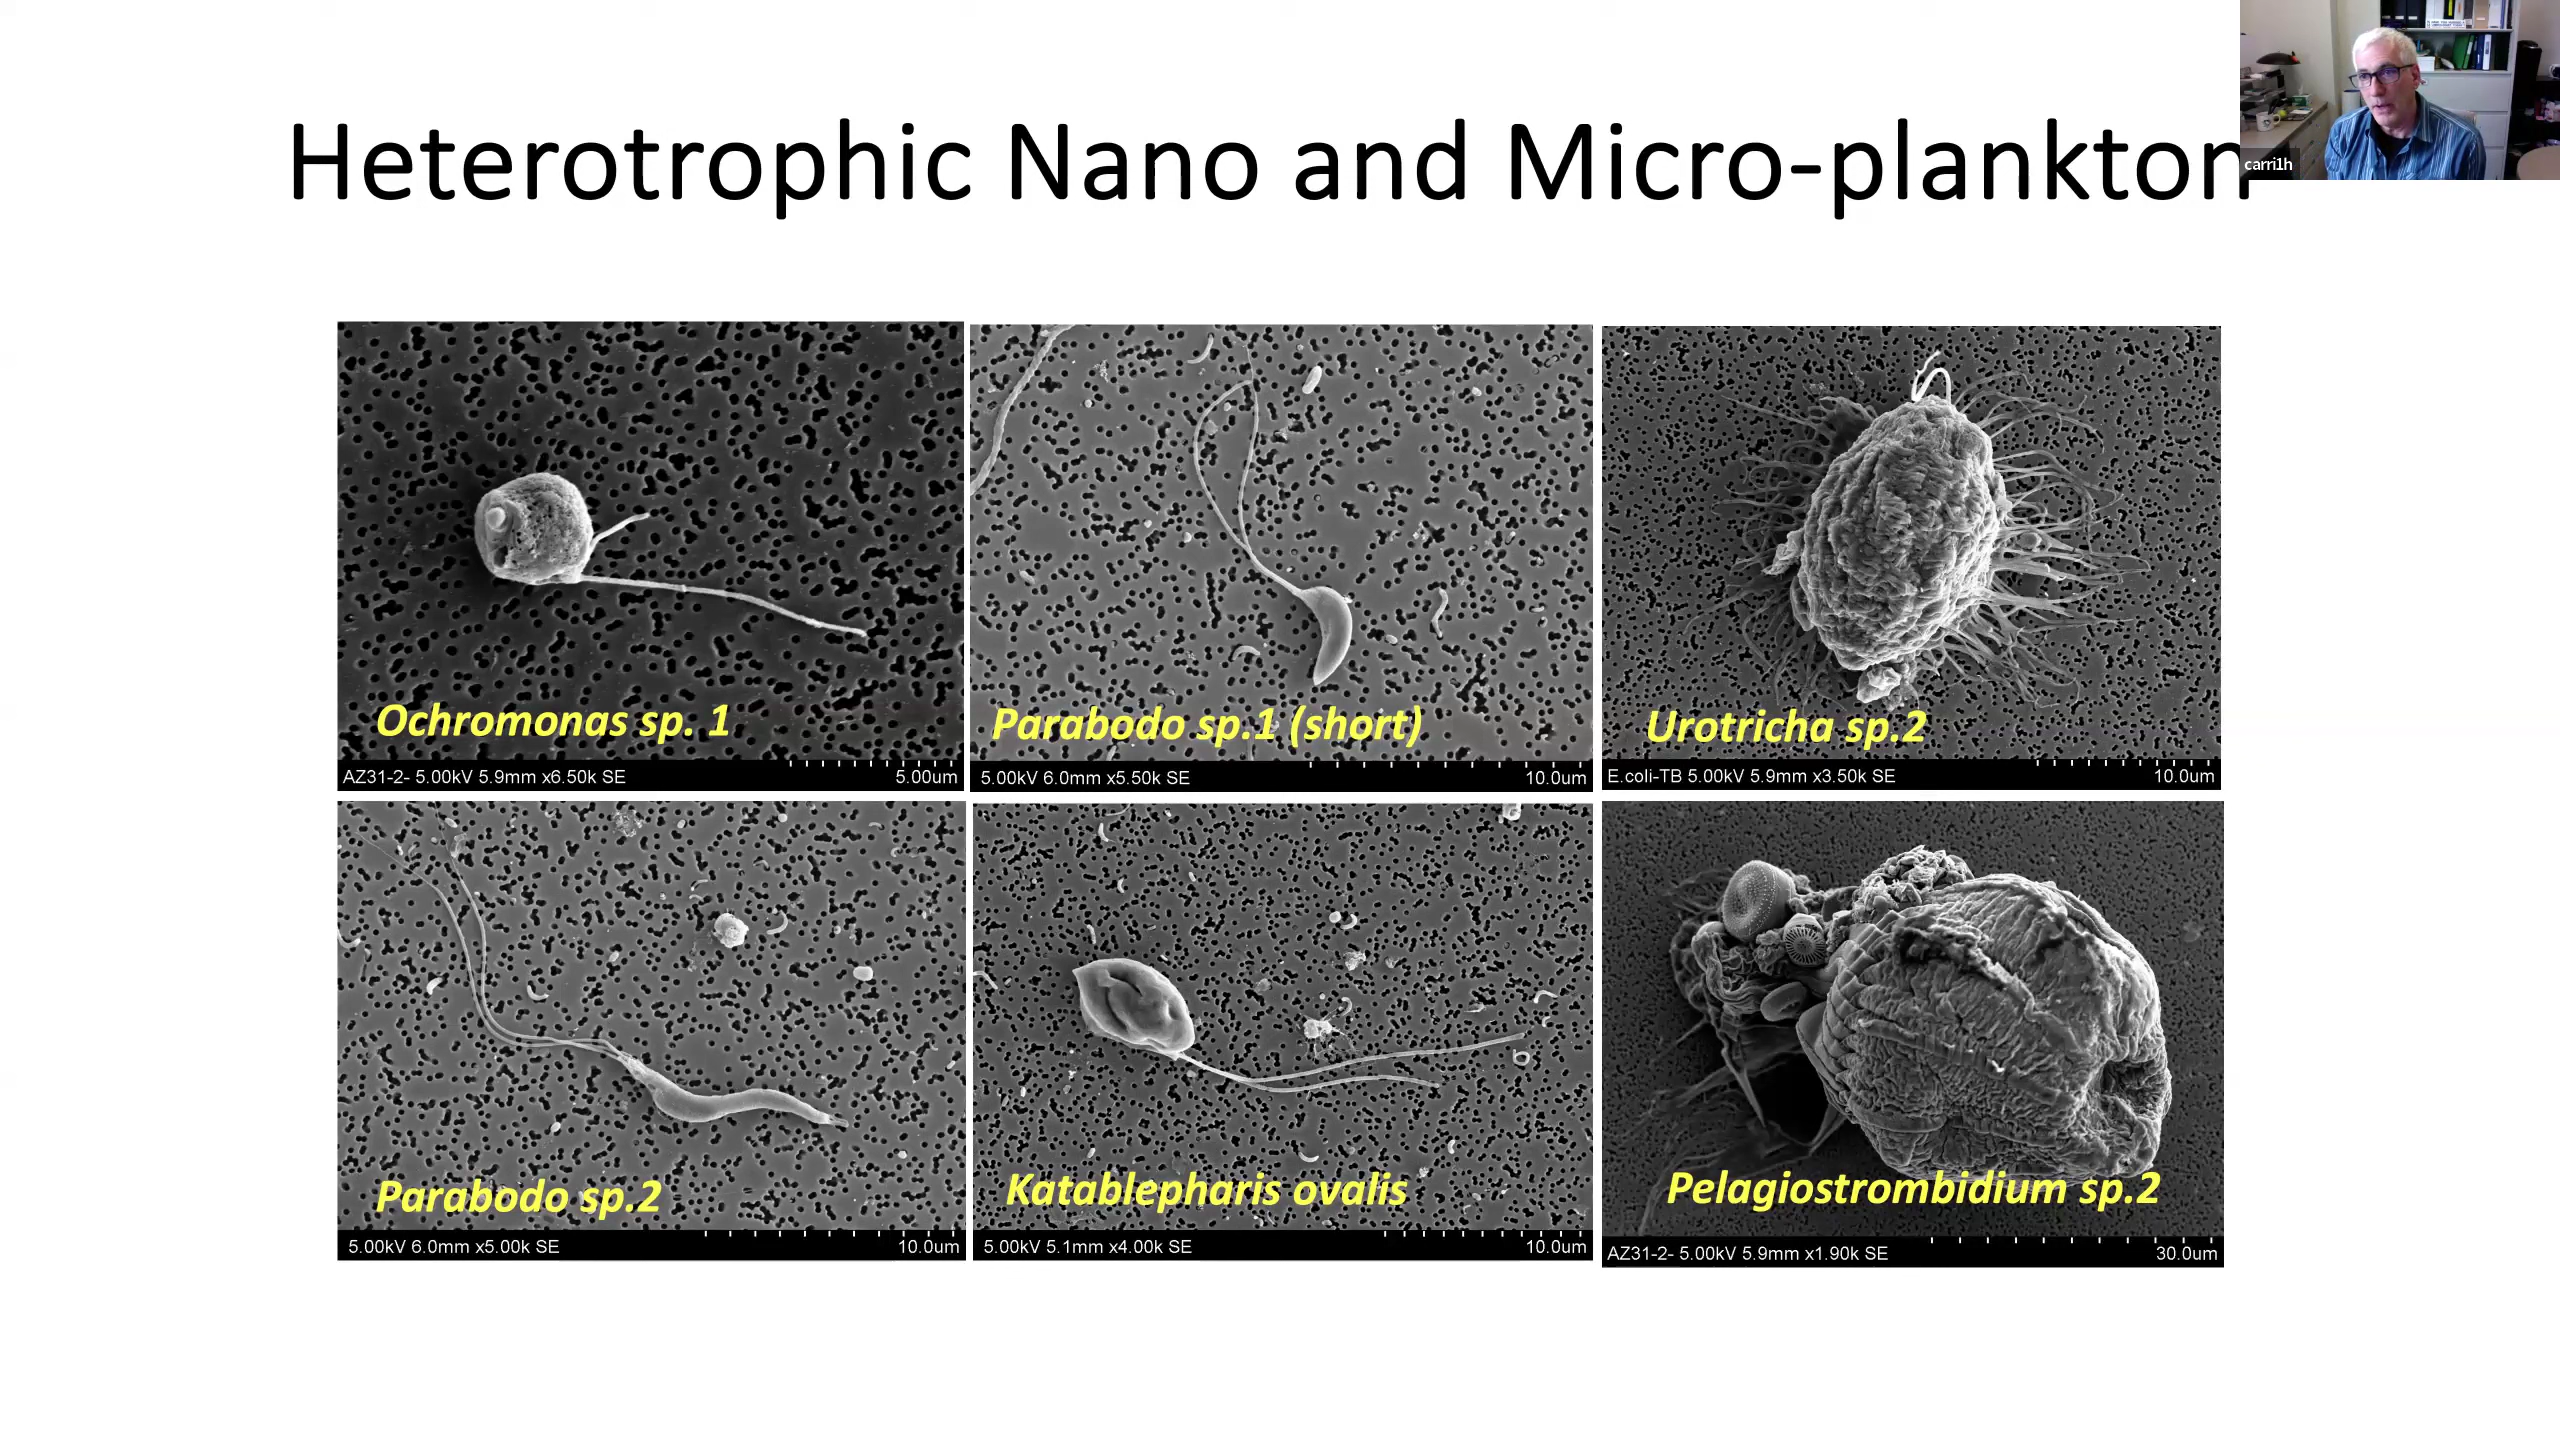 Heterotrophic Nano and Micro-plankton
carri1h
Ochromonas sp. 1
AZ31-2- 5.00kV 5.9mm x6.50k SE 5.00um
Parabodo sp.1 (short)
5.00kV 6.0mm x5.50k SE 10.0um
Urotricha sp.2
E.coli-TB 5.00kV 5.9mm x3.50k SE 10.0um
Parabodo sp.2
5.00kV 6.0mm x5.00k SE 10.0um
Katablepharis ovalis
5.00kV 5.1mm x4.00k SE 10.0um
Pelagiostrombidium sp.2
AZ31-2- 5.00kV 5.9mm x1.90k SE 30.0um